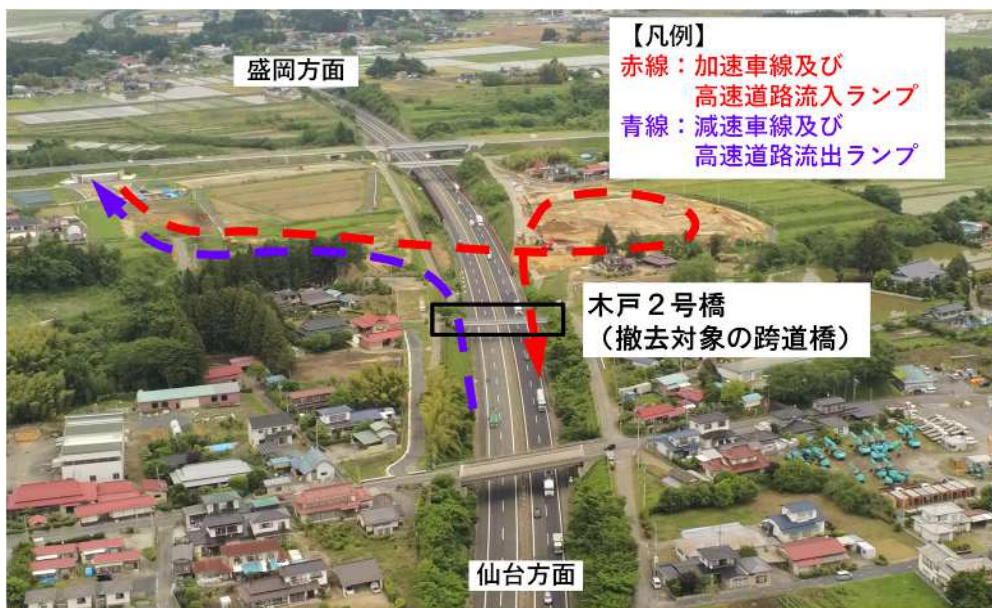 盛岡方面
【凡例】
赤線:加速車線及び
高速道路流入ランプ
青線:減速車線及び
高速道路流出ランプ
木戸２号橋
（撤去対象の跨道橋）
仙台方面